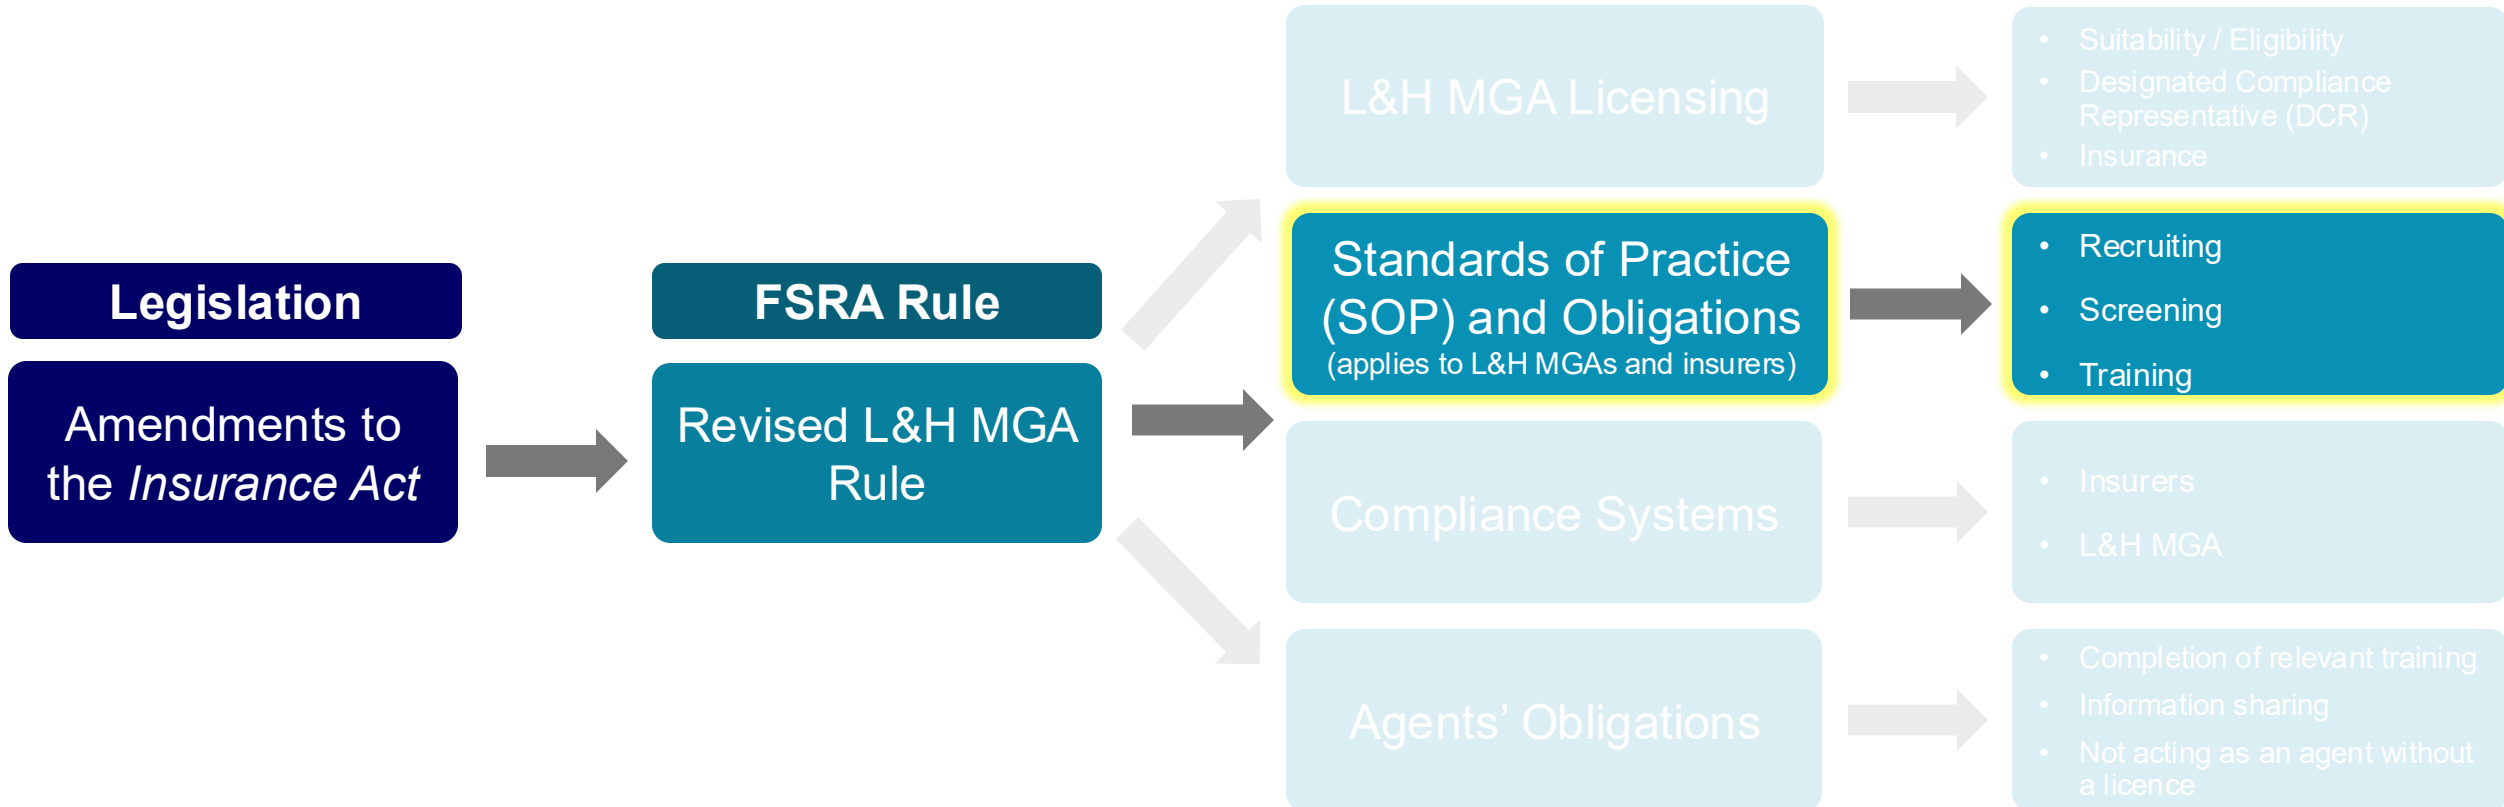 Legislation
Amendments to
the Insurance Act
FSRA Rule
Revised L&H MGA
Rule
L&H MGA Licensing
• Suitability / Eligibility
• Designated Compliance
Representative (DCR)
• Insurance
Standards of Practice
(SOP) and Obligations
(applies to L&H MGAs and insurers)
• Recruiting
• Screening
• Training
Compliance Systems
• Insurers
• L&H MGA
Agents’ Obligations
• Completion of relevant training
• Information sharing
• Not acting as an agent without
a licence